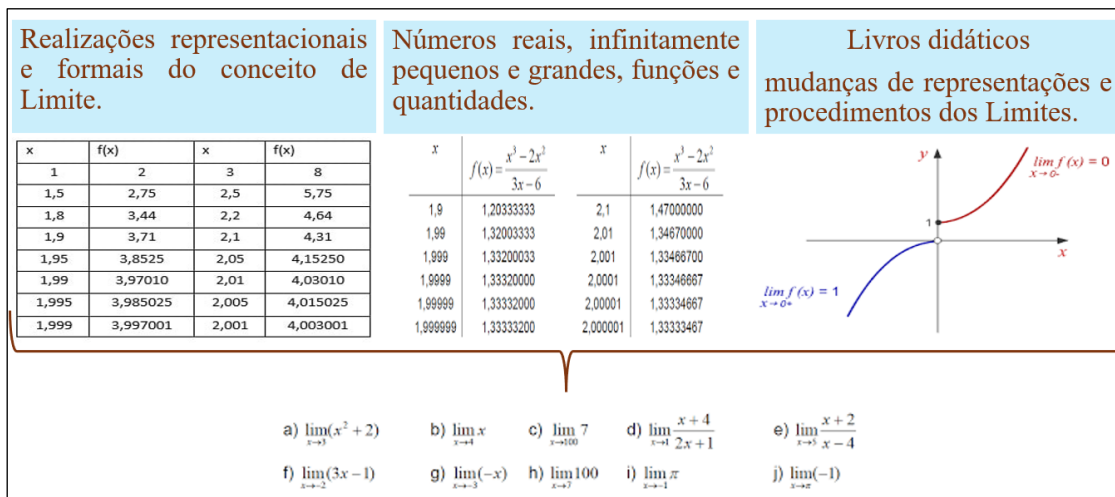 Realizações representacionais
e formais do conceito de
Limite.
Números reais, infinitamente
pequenos e grandes, funções e
quantidades.
Livros didáticos
mudanças de representações e
procedimentos dos Limites.
x f(x) x f(x)
1 2 3 8
1,5 2,75 2,5 5,75
1,8 3,44 2,2 4,64
1,9 3,71 2,1 4,31
1,95 3,8525 2,05 4,15250
1,99 3,97010 2,01 4,03010
1,995 3,985025 2,005 4,015025
1,999 3,997001 2,001 4,003001
x f(x) = (x³ − 2x²)/(3x − 6) x f(x) = (x³ − 2x²)/(3x − 6)
1,9 1,20333333 2,1 1,47000000
1,99 1,32003333 2,01 1,34670000
1,999 1,33200033 2,001 1,33466700
1,9999 1,33320000 2,0001 1,33346667
1,99999 1,33332000 2,00001 1,33334667
1,999999 1,33333200 2,000001 1,33333467
y
lim f(x) = 0
x→0-
1
x
lim f(x) = 1
x→0+
a) lim x→3 (x² + 2) b) lim x→4 x c) lim x→100 7 d) lim x→1 (x + 4)/(2x + 1) e) lim x→5 (x + 2)/(x − 4)
f) lim x→−2 (3x − 1) g) lim x→−3 (−x) h) lim x→7 100 i) lim x→−1 π j) lim x→π (−1)